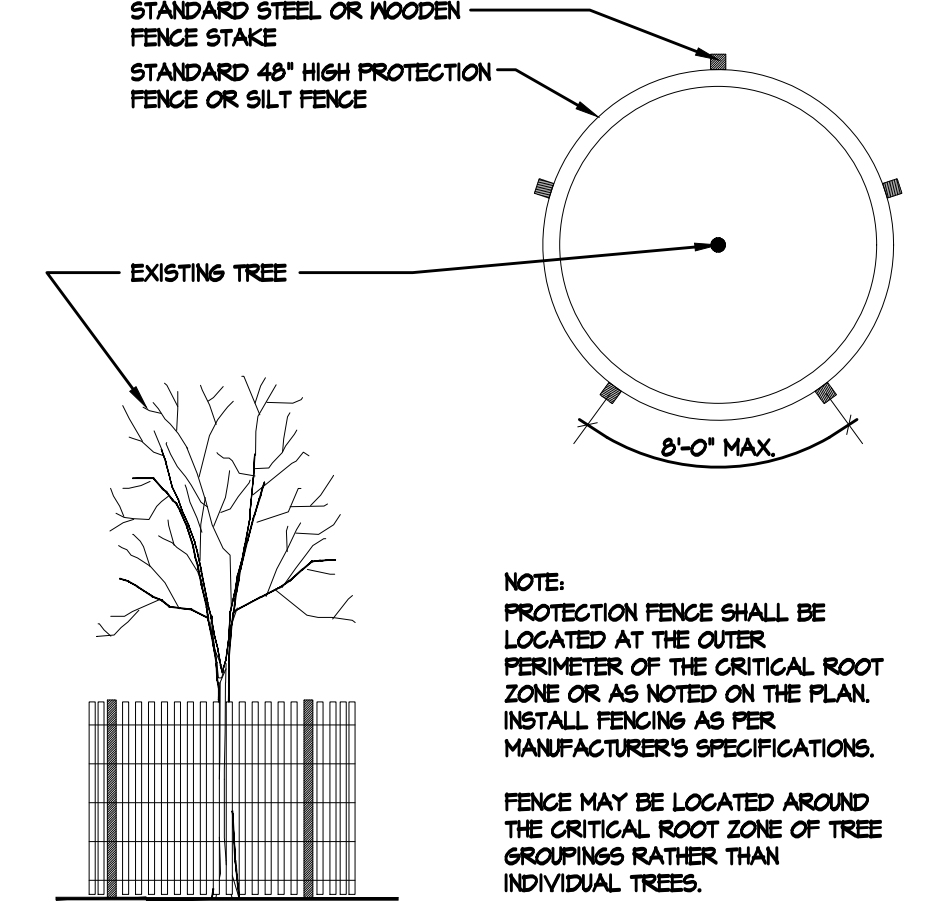 STANDARD STEEL OR WOODEN
FENCE STAKE
STANDARD 48" HIGH PROTECTION
FENCE OR SILT FENCE
EXISTING TREE
8'-0" MAX.
NOTE:
PROTECTION FENCE SHALL BE
LOCATED AT THE OUTER
PERIMETER OF THE CRITICAL ROOT
ZONE OR AS NOTED ON THE PLAN.
INSTALL FENCING AS PER
MANUFACTURER'S SPECIFICATIONS.
FENCE MAY BE LOCATED AROUND
THE CRITICAL ROOT ZONE OF TREE
GROUPINGS RATHER THAN
INDIVIDUAL TREES.